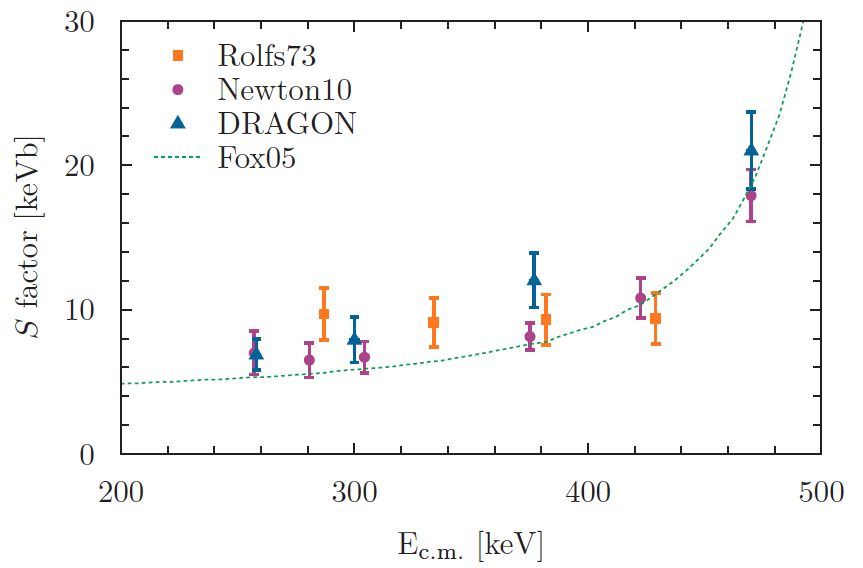 30
20
10
0
S factor [keVb]
Rolfs73
Newton10
DRAGON
Fox05
200 300 400 500
E_c.m. [keV]